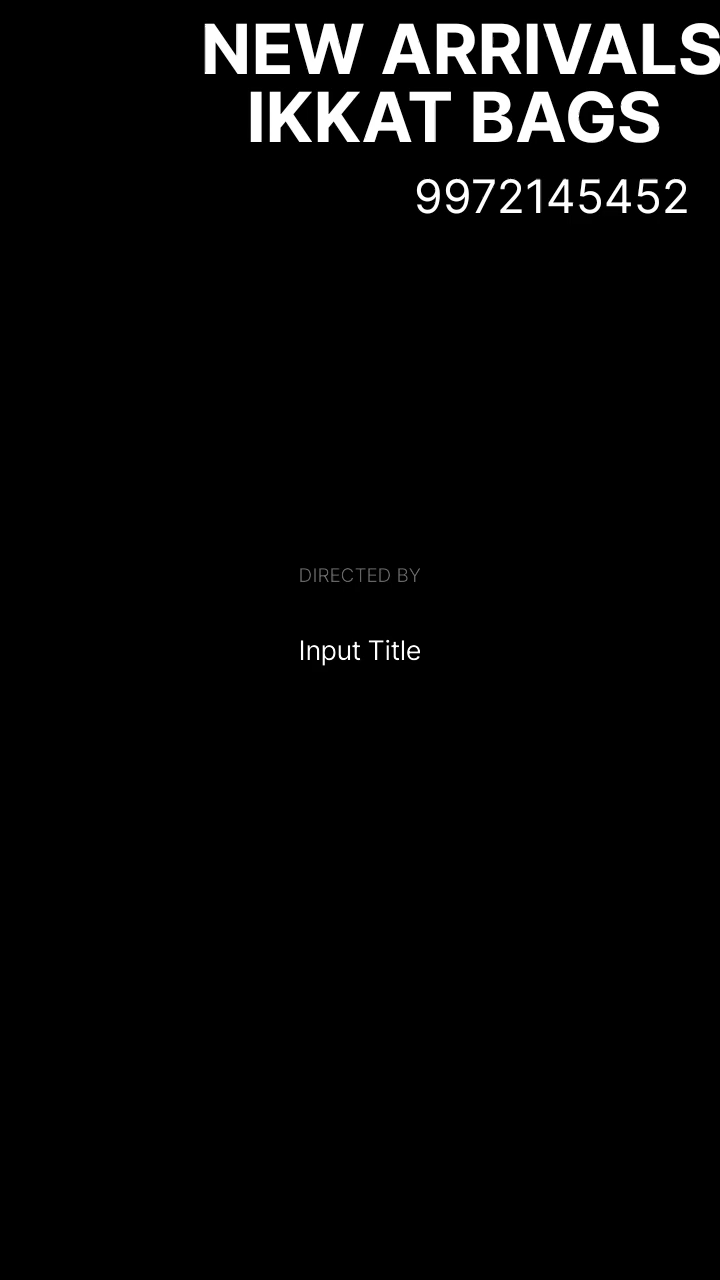 NEW ARRIVALS
IKKAT BAGS
9972145452
DIRECTED BY
Input Title